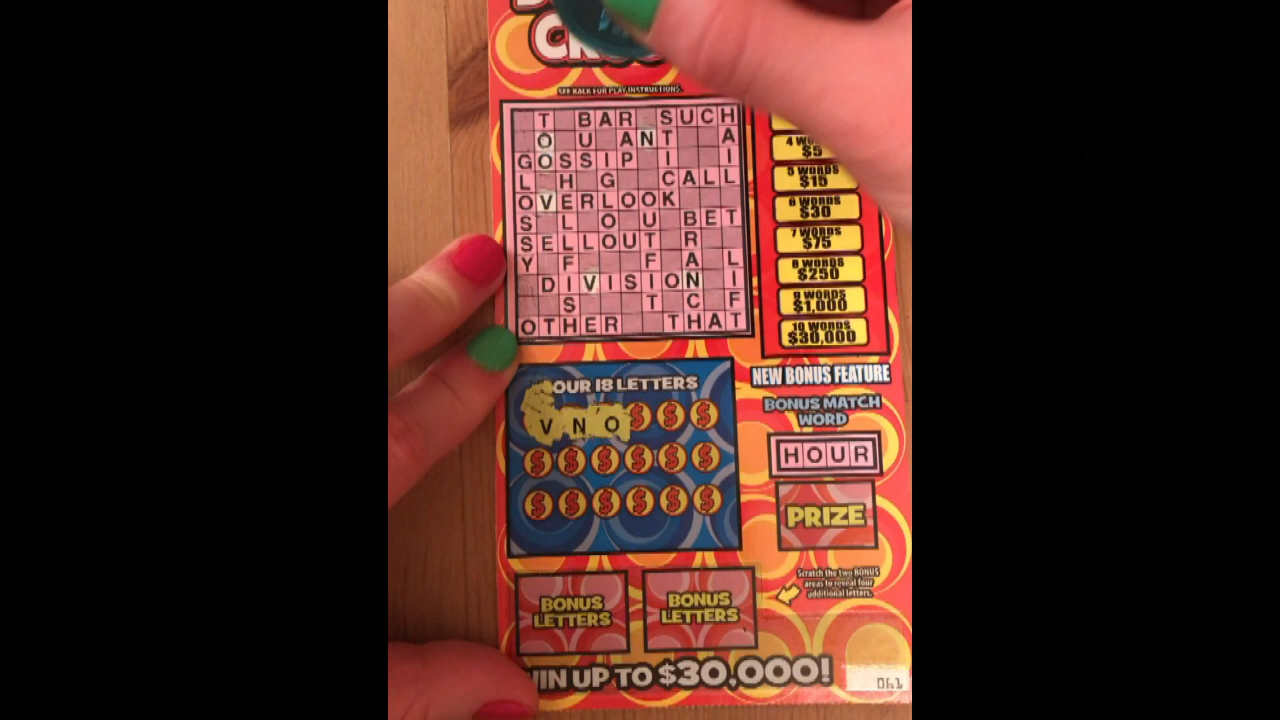 SEE BACK FOR PLAY INSTRUCTIONS.
T BAR SUCH
O U ANT A
GOSSIP I I
L H G CALL
OVERLOOK
S L O U BET
SELLOUT R
Y F F A L
DIVISION I
S T C F
OTHER THAT
4 WORDS
$5
5 WORDS
$15
6 WORDS
$30
7 WORDS
$75
8 WORDS
$250
9 WORDS
$1,000
10 WORDS
$30,000
OUR 18 LETTERS
V N O $ $ $
$ $ $ $ $ $
$ $ $ $ $ $
NEW BONUS FEATURE
BONUS MATCH
WORD
HOUR
PRIZE
Scratch the two BONUS
areas to reveal four
additional letters.
BONUS
LETTERS
BONUS
LETTERS
WIN UP TO $30,000!
061